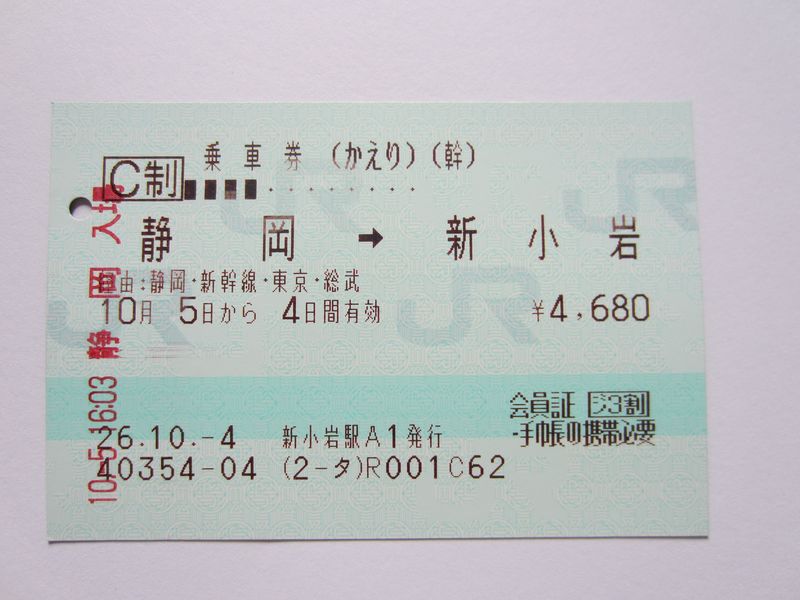 C制
乗車券 (かえり)(幹)
静岡 → 新小岩
経由:静岡・新幹線・東京・総武
10月 5日から 4日間有効 ¥4,680
会員証 ジ3割
手帳の携帯必要
26.10.-4 新小岩駅A1発行
40354-04 (2-タ)R001C62
10.-5.16:03 静岡 入場
JR
JR
JR
JR